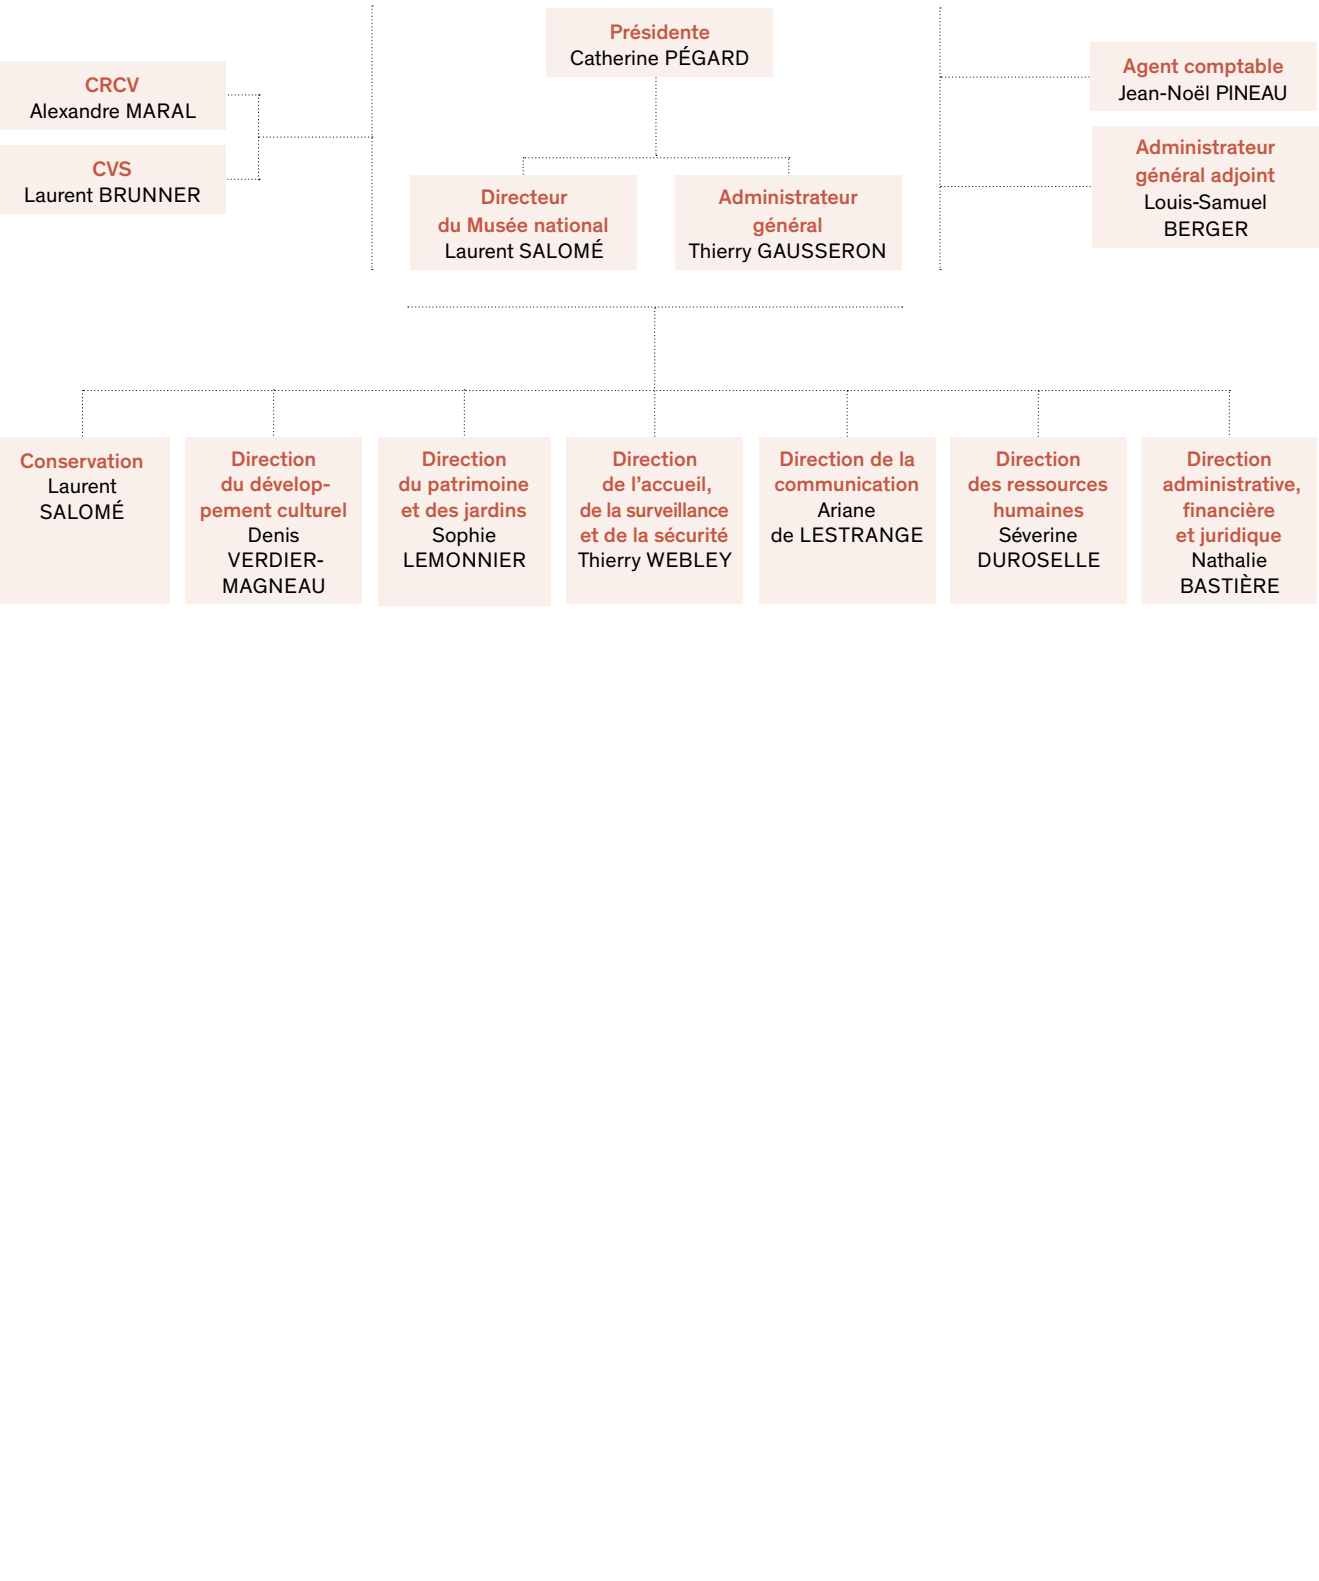 Présidente
Catherine PÉGARD
CRCV
Alexandre MARAL
CVS
Laurent BRUNNER
Agent comptable
Jean-Noël PINEAU
Administrateur
général adjoint
Louis-Samuel
BERGER
Directeur
du Musée national
Laurent SALOMÉ
Administrateur
général
Thierry GAUSSERON
Conservation
Laurent
SALOMÉ
Direction
du dévelop-
pement culturel
Denis
VERDIER-
MAGNEAU
Direction
du patrimoine
et des jardins
Sophie
LEMONNIER
Direction
de l’accueil,
de la surveillance
et de la sécurité
Thierry WEBLEY
Direction de la
communication
Ariane
de LESTRANGE
Direction
des ressources
humaines
Séverine
DUROSELLE
Direction
administrative,
financière
et juridique
Nathalie
BASTIÈRE